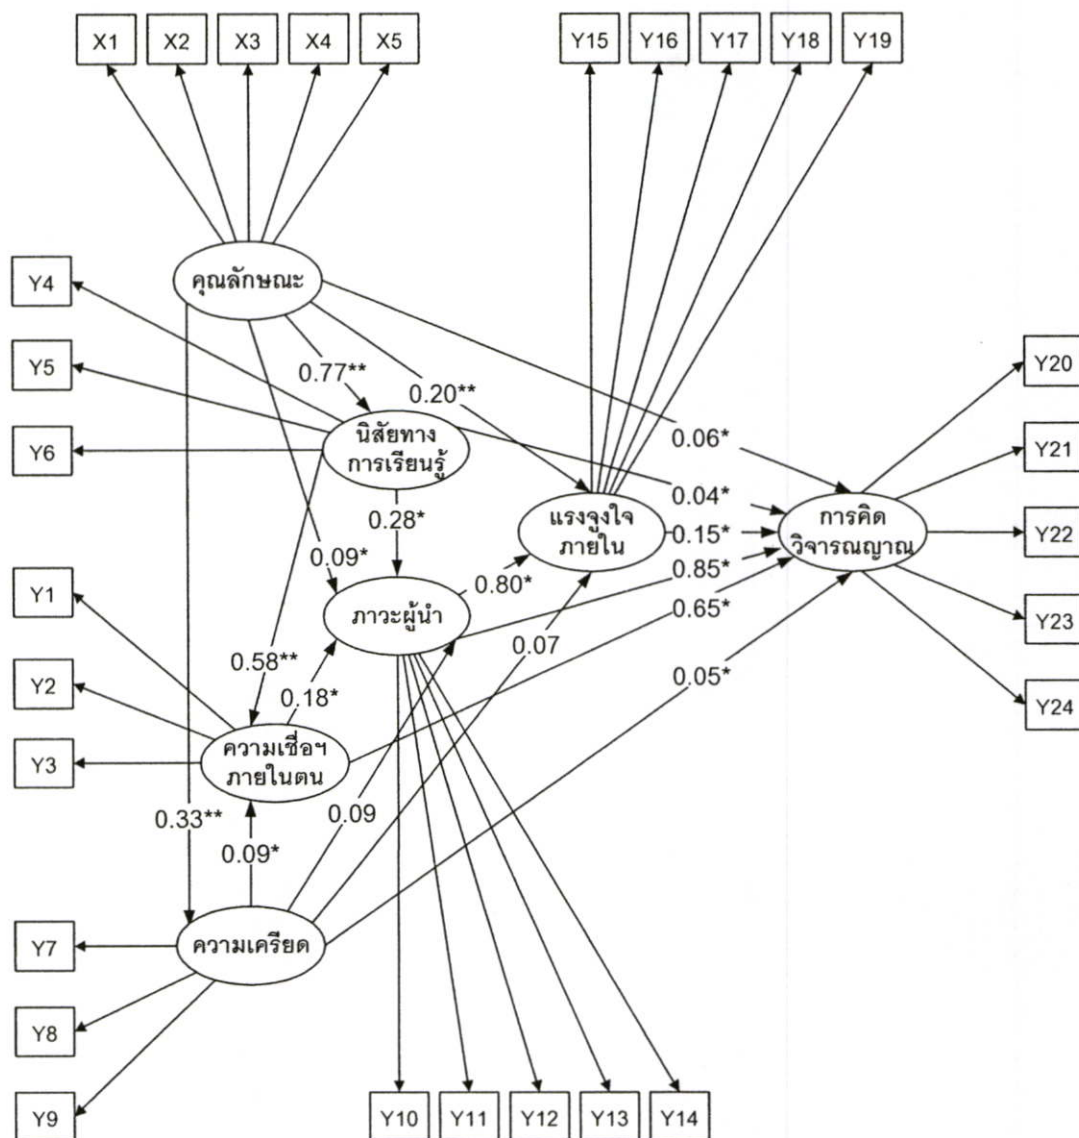 X1 X2 X3 X4 X5 Y15 Y16 Y17 Y18 Y19
คุณลักษณะ
Y4
Y5
Y6
0.77**
0.20**
0.06*
นิสัยทาง
การเรียนรู้
Y20
Y21
Y22
Y23
Y24
0.28*
0.09*
0.04*
0.15*
0.85*
0.65*
0.05*
แรงจูงใจ
ภายใน
การคิด
วิจารณญาณ
0.80*
ภาวะผู้นำ
0.07
Y1
Y2
Y3
0.58**
0.18*
ความเชื่อฯ
ภายในตน
0.33**
0.09*
0.09
ความเครียด
Y7
Y8
Y9
Y10 Y11 Y12 Y13 Y14